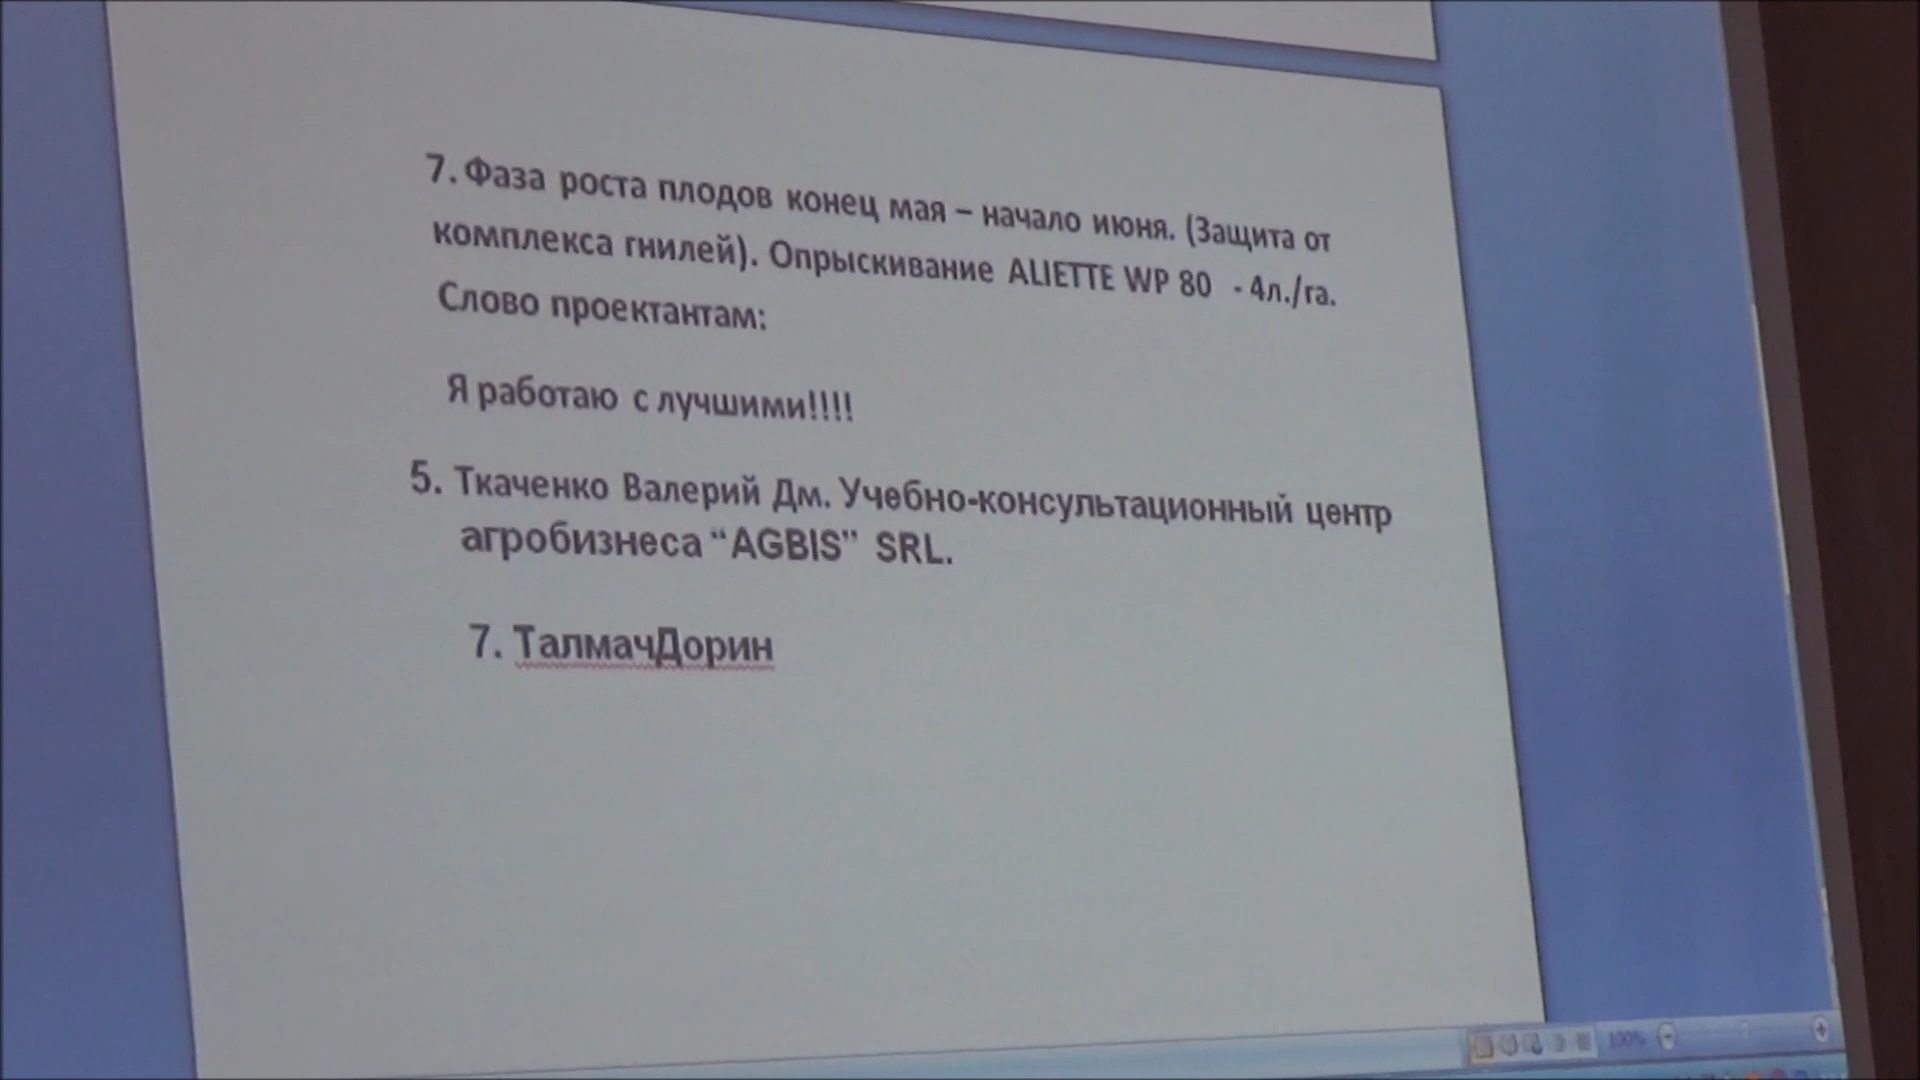 7. Фаза роста плодов конец мая – начало июня. (Защита от
комплекса гнилей). Опрыскивание ALIETTE WP 80 - 4л./га.
Слово проектантам:
Я работаю с лучшими!!!!
5. Ткаченко Валерий Дм. Учебно-консультационный центр
агробизнеса “AGBIS” SRL.
7. ТалмачДорин
100%